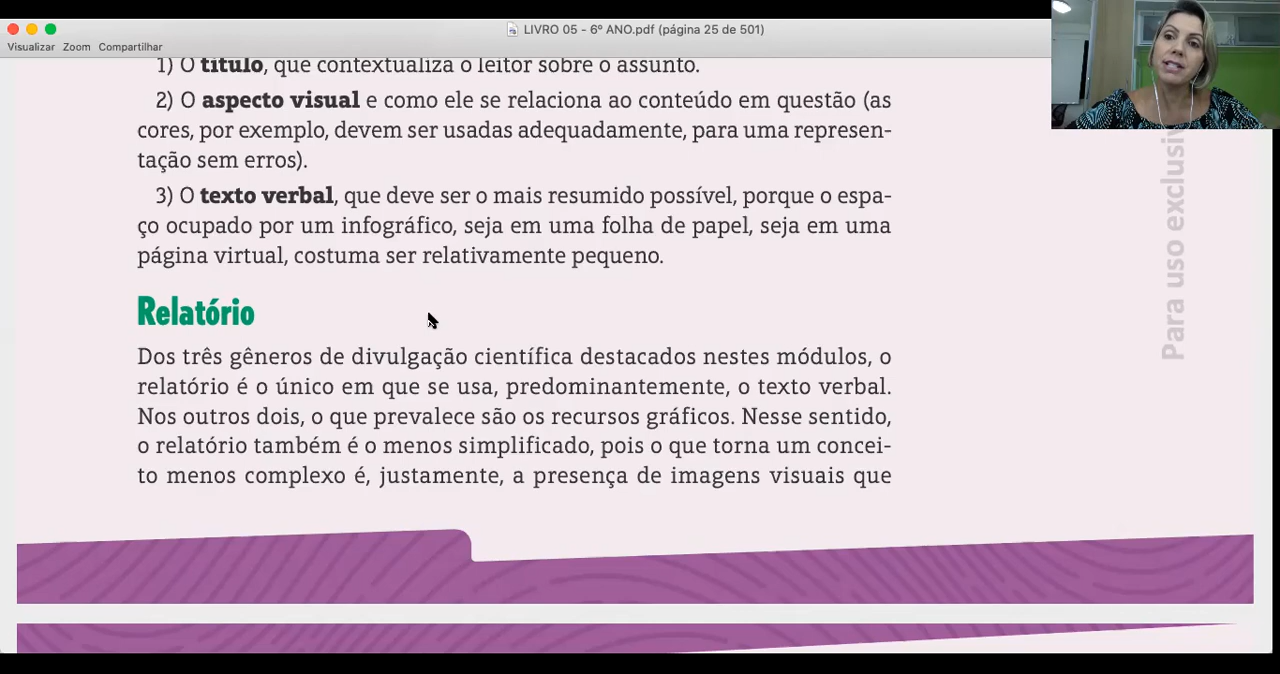 LIVRO 05 - 6º ANO.pdf (página 25 de 501)
Visualizar Zoom Compartilhar
1) O título, que contextualiza o leitor sobre o assunto.
2) O aspecto visual e como ele se relaciona ao conteúdo em questão (as
cores, por exemplo, devem ser usadas adequadamente, para uma represen-
tação sem erros).
3) O texto verbal, que deve ser o mais resumido possível, porque o espa-
ço ocupado por um infográfico, seja em uma folha de papel, seja em uma
página virtual, costuma ser relativamente pequeno.
Relatório
Dos três gêneros de divulgação científica destacados nestes módulos, o
relatório é o único em que se usa, predominantemente, o texto verbal.
Nos outros dois, o que prevalece são os recursos gráficos. Nesse sentido,
o relatório também é o menos simplificado, pois o que torna um concei-
to menos complexo é, justamente, a presença de imagens visuais que
Para uso exclusiv